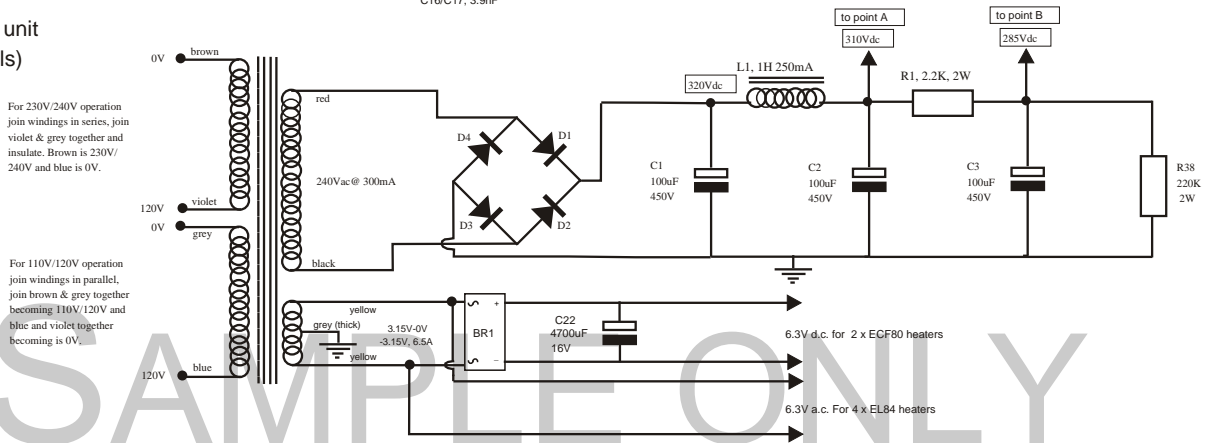 C16/C17, 3.9nF
unit
ls)
For 230V/240V operation
join windings in series, join
violet & grey together and
insulate. Brown is 230V/
240V and blue is 0V.
For 110V/120V operation
join windings in parallel,
join brown & grey together
becoming 110V/120V and
blue and violet together
becoming is 0V.
0V
brown
120V
violet
0V
grey
120V
blue
red
240Vac@ 300mA
black
D4
D1
D3
D2
320Vdc
L1, 1H 250mA
to point A
310Vdc
R1, 2.2K, 2W
to point B
285Vdc
C1
100uF
450V
C2
100uF
450V
C3
100uF
450V
R38
220K
2W
yellow
grey (thick)
yellow
3.15V-0V
-3.15V, 6.5A
BR1
+
-
C22
4700uF
16V
6.3V d.c. for 2 x ECF80 heaters
6.3V a.c. For 4 x EL84 heaters
SAMPLE ONLY